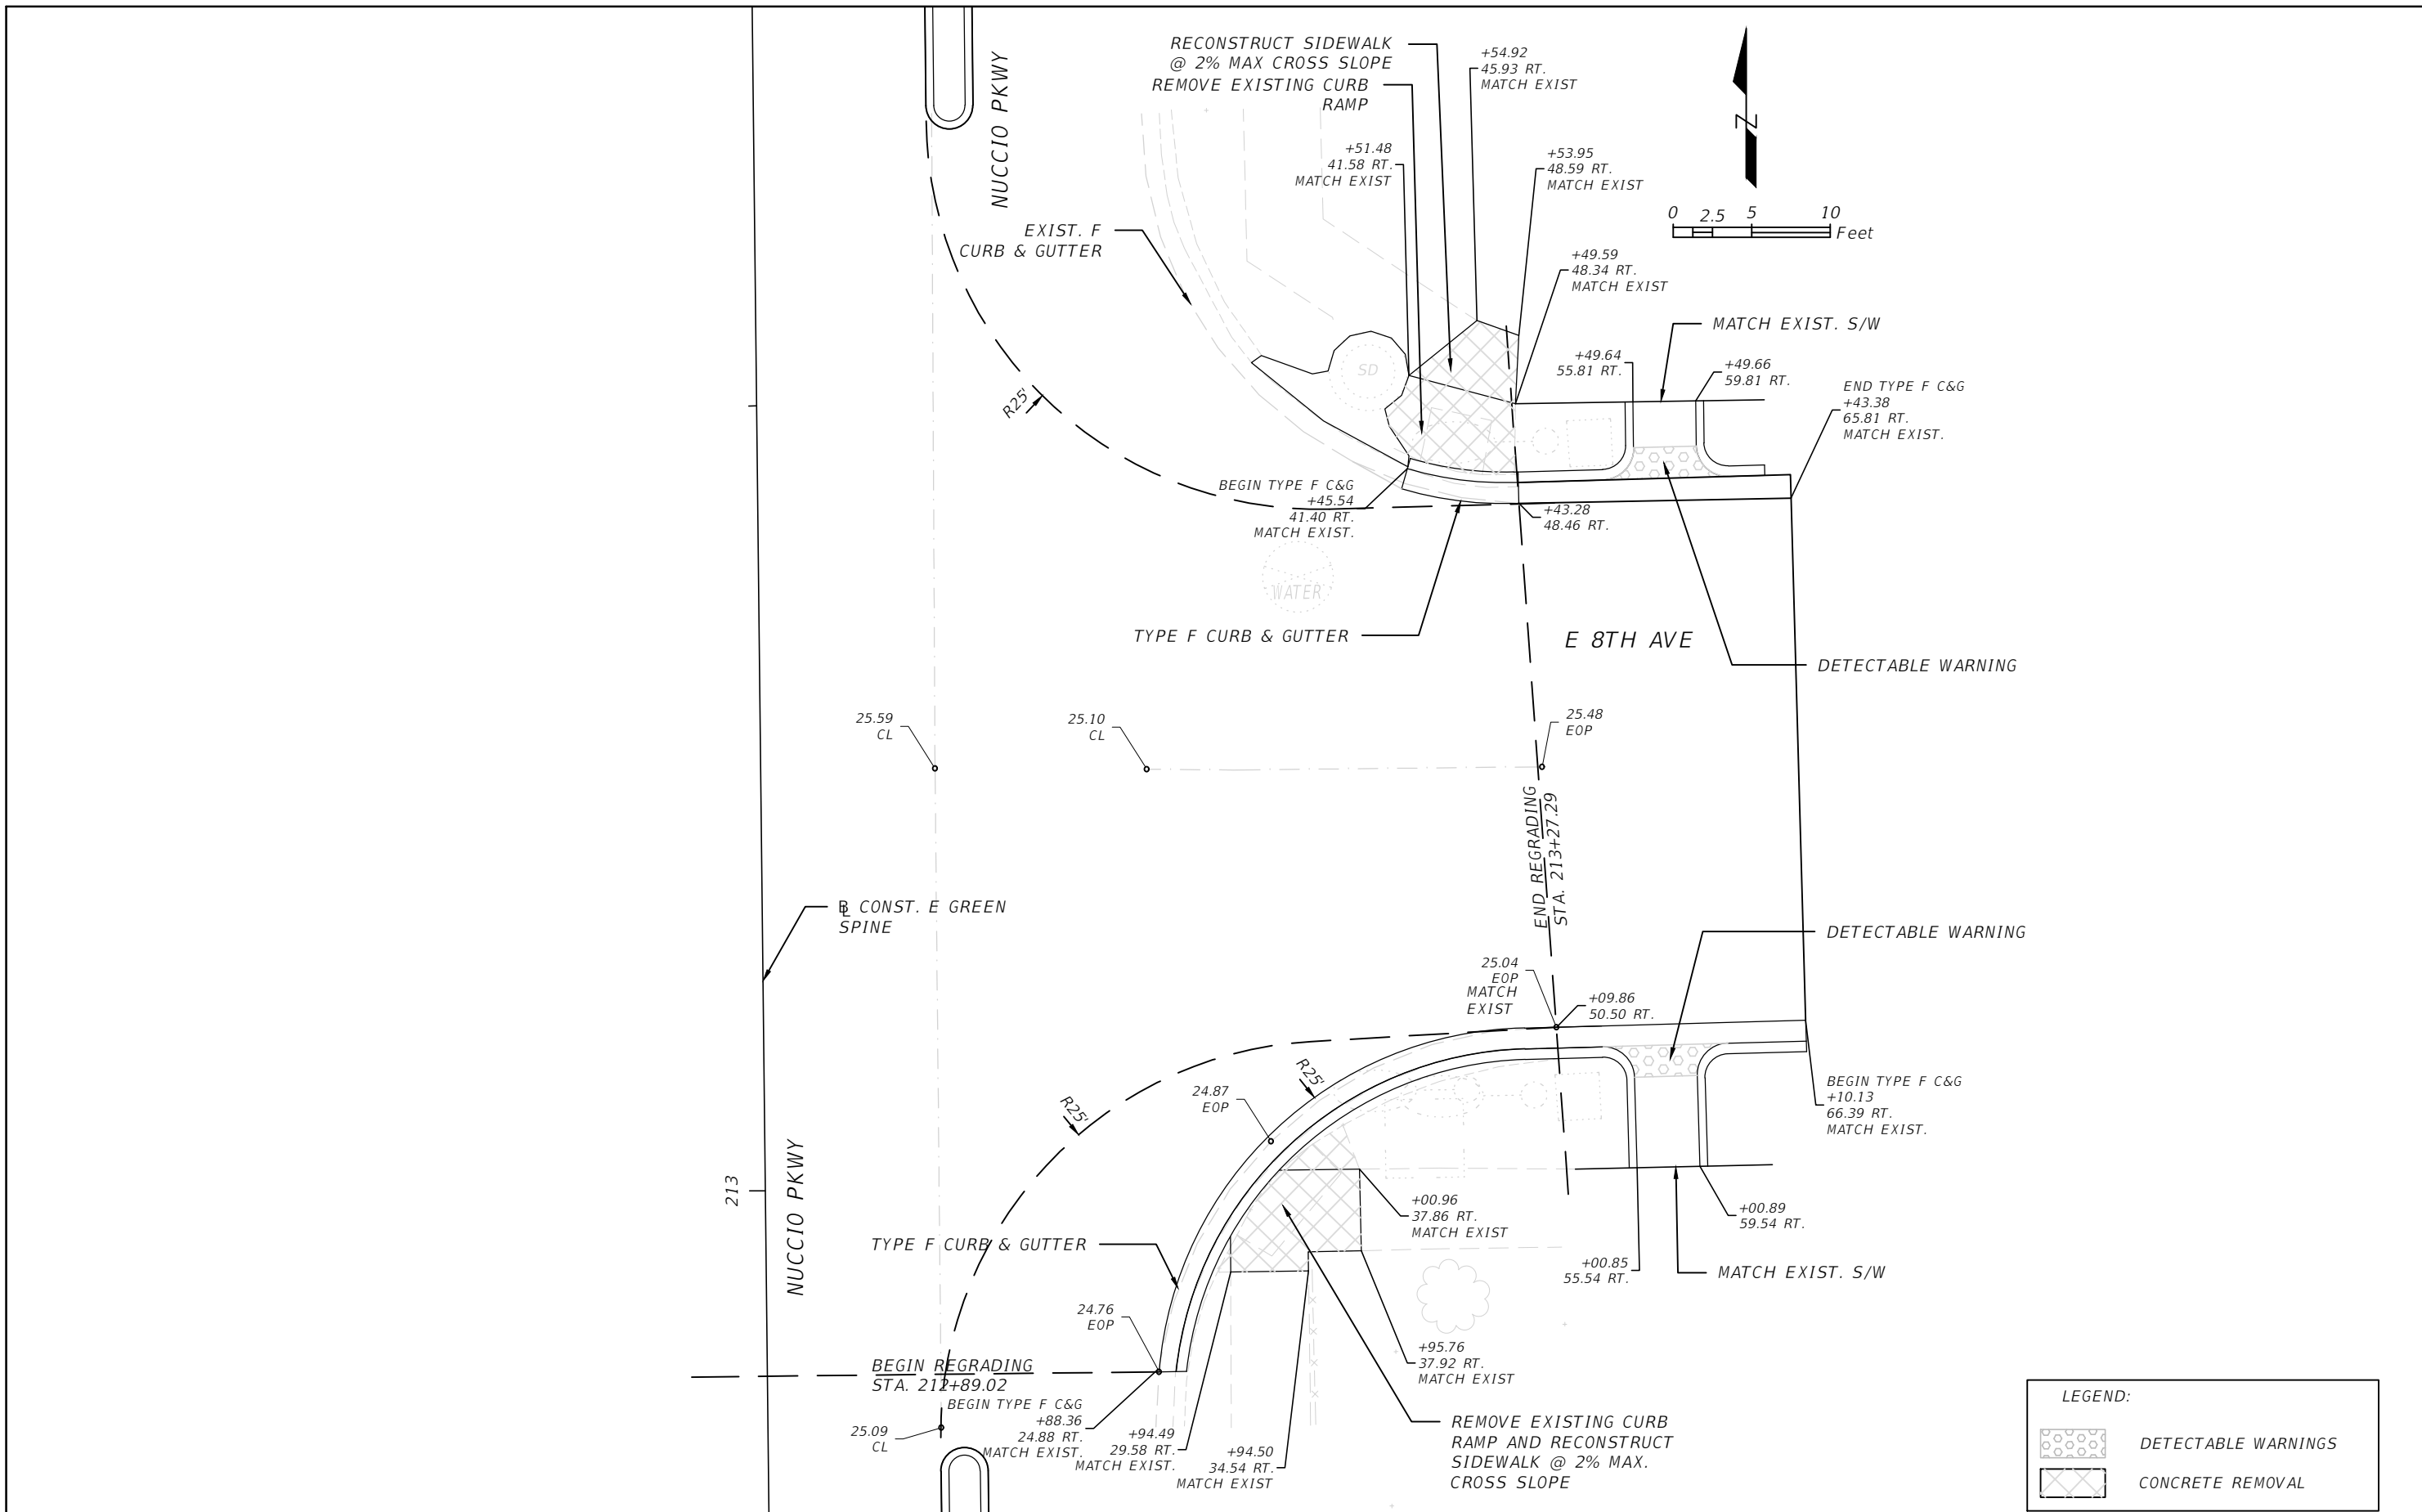 NUCCIO PKWY
RECONSTRUCT SIDEWALK
@ 2% MAX CROSS SLOPE
REMOVE EXISTING CURB
RAMP
+54.92
45.93 RT.
MATCH EXIST
+51.48
41.58 RT.
MATCH EXIST
+53.95
48.59 RT.
MATCH EXIST
Z
0 2.5 5 10
Feet
EXIST. F
CURB & GUTTER
+49.59
48.34 RT.
MATCH EXIST
MATCH EXIST. S/W
+49.64
55.81 RT.
+49.66
59.81 RT.
END TYPE F C&G
+43.38
65.81 RT.
MATCH EXIST.
SD
R25'
BEGIN TYPE F C&G
+45.54
41.40 RT.
MATCH EXIST.
+43.28
48.46 RT.
WATER
TYPE F CURB & GUTTER
E 8TH AVE
DETECTABLE WARNING
25.59
CL
25.10
CL
25.48
EOP
END REGRADING
STA. 213+27.29
BL CONST. E GREEN
SPINE
DETECTABLE WARNING
25.04
EOP
MATCH
EXIST
+09.86
50.50 RT.
R25'
R25'
24.87
EOP
BEGIN TYPE F C&G
+10.13
66.39 RT.
MATCH EXIST.
213
NUCCIO PKWY
+00.96
37.86 RT.
MATCH EXIST
+00.89
59.54 RT.
TYPE F CURB & GUTTER
+00.85
55.54 RT.
MATCH EXIST. S/W
24.76
EOP
+95.76
37.92 RT.
MATCH EXIST
BEGIN REGRADING
STA. 212+89.02
BEGIN TYPE F C&G
+88.36
24.88 RT.
MATCH EXIST.
25.09
CL
+94.49
29.58 RT.
MATCH EXIST.
+94.50
34.54 RT.
MATCH EXIST
REMOVE EXISTING CURB
RAMP AND RECONSTRUCT
SIDEWALK @ 2% MAX.
CROSS SLOPE
LEGEND:
DETECTABLE WARNINGS
CONCRETE REMOVAL